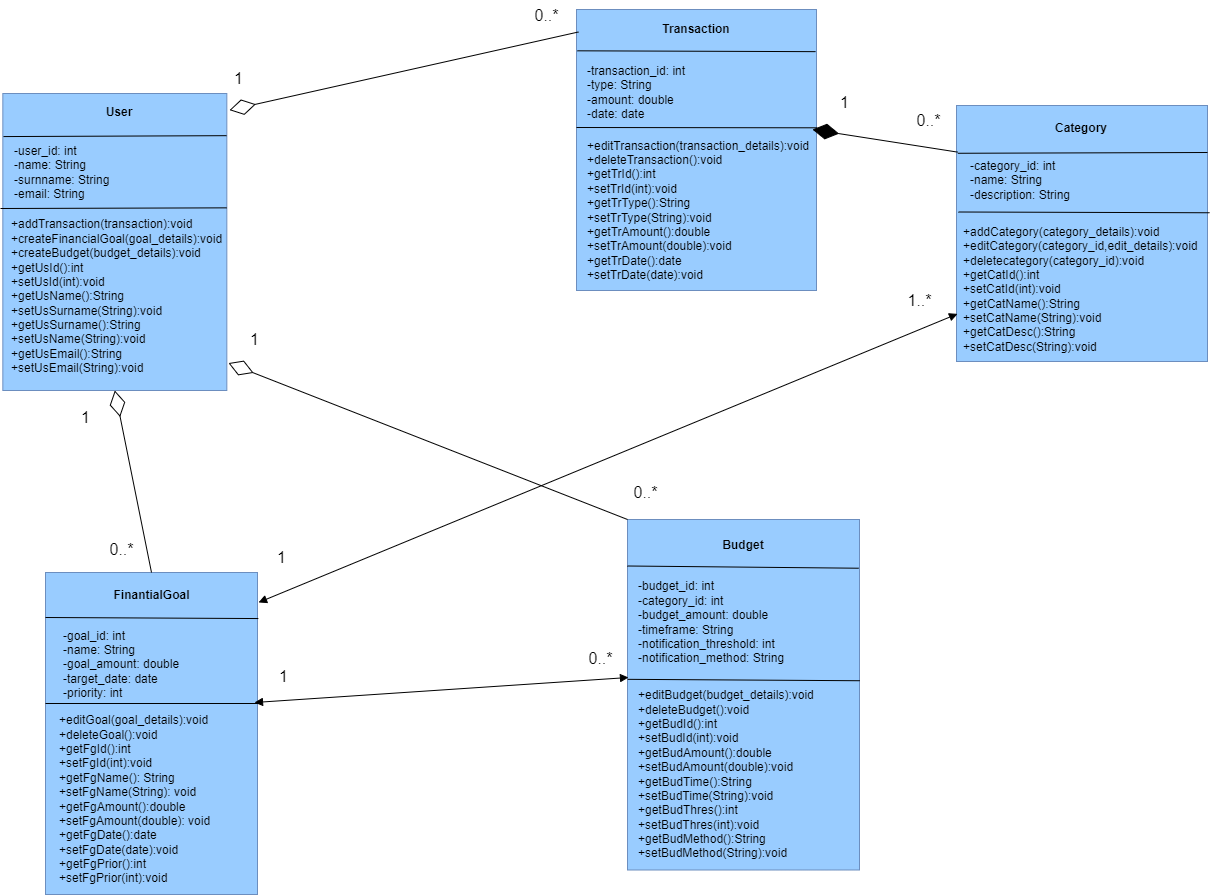 0..*
1
Transaction
-transaction_id: int
-type: String
-amount: double
-date: date
+editTransaction(transaction_details):void
+deleteTransaction():void
+getTrId():int
+setTrId(int):void
+getTrType():String
+setTrType(String):void
+getTrAmount():double
+setTrAmount(double):void
+getTrDate():date
+setTrDate(date):void
1
0..*
Category
-category_id: int
-name: String
-description: String
+addCategory(category_details):void
+editCategory(category_id,edit_details):void
+deletecategory(category_id):void
+getCatId():int
+setCatId(int):void
+getCatName():String
+setCatName(String):void
+getCatDesc():String
+setCatDesc(String):void
1..*
User
-user_id: int
-name: String
-surnname: String
-email: String
+addTransaction(transaction):void
+createFinancialGoal(goal_details):void
+createBudget(budget_details):void
+getUsId():int
+setUsId(int):void
+getUsName():String
+setUsSurname(String):void
+getUsSurname():String
+setUsName(String):void
+getUsEmail():String
+setUsEmail(String):void
1
1
0..*
0..*
1
FinantialGoal
-goal_id: int
-name: String
-goal_amount: double
-target_date: date
-priority: int
+editGoal(goal_details):void
+deleteGoal():void
+getFgId():int
+setFgId(int):void
+getFgName(): String
+setFgName(String): void
+getFgAmount():double
+setFgAmount(double): void
+getFgDate():date
+setFgDate(date):void
+getFgPrior():int
+setFgPrior(int):void
1
0..*
Budget
-budget_id: int
-category_id: int
-budget_amount: double
-timeframe: String
-notification_threshold: int
-notification_method: String
+editBudget(budget_details):void
+deleteBudget():void
+getBudId():int
+setBudId(int):void
+getBudAmount():double
+setBudAmount(double):void
+getBudTime():String
+setBudTime(String):void
+getBudThres():int
+setBudThres(int):void
+getBudMethod():String
+setBudMethod(String):void